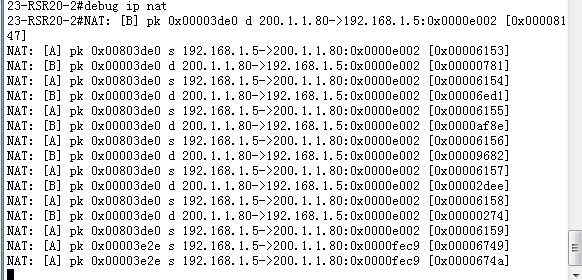 23-RSR20-2#debug ip nat
23-RSR20-2#NAT: [B] pk 0x00003de0 d 200.1.1.80->192.168.1.5:0x0000e002 [0x000081
47]
NAT: [A] pk 0x00803de0 s 192.168.1.5->200.1.1.80:0x0000e002 [0x00006153]
NAT: [B] pk 0x00003de0 d 200.1.1.80->192.168.1.5:0x0000e002 [0x00000781]
NAT: [A] pk 0x00803de0 s 192.168.1.5->200.1.1.80:0x0000e002 [0x00006154]
NAT: [B] pk 0x00003de0 d 200.1.1.80->192.168.1.5:0x0000e002 [0x00006ed1]
NAT: [A] pk 0x00803de0 s 192.168.1.5->200.1.1.80:0x0000e002 [0x00006155]
NAT: [B] pk 0x00803de0 d 200.1.1.80->192.168.1.5:0x0000e002 [0x0000af8e]
NAT: [A] pk 0x00803de0 s 192.168.1.5->200.1.1.80:0x0000e002 [0x00006156]
NAT: [B] pk 0x00003de0 d 200.1.1.80->192.168.1.5:0x0000e002 [0x00009682]
NAT: [A] pk 0x00803de0 s 192.168.1.5->200.1.1.80:0x0000e002 [0x00006157]
NAT: [B] pk 0x00003de0 d 200.1.1.80->192.168.1.5:0x0000e002 [0x00002dee]
NAT: [A] pk 0x00803de0 s 192.168.1.5->200.1.1.80:0x0000e002 [0x00006158]
NAT: [B] pk 0x00003de0 d 200.1.1.80->192.168.1.5:0x0000e002 [0x00000274]
NAT: [A] pk 0x00803de0 s 192.168.1.5->200.1.1.80:0x0000e002 [0x00006159]
NAT: [A] pk 0x00003e2e s 192.168.1.5->200.1.1.80:0x0000fec9 [0x00006749]
NAT: [A] pk 0x00003e2e s 192.168.1.5->200.1.1.80:0x0000fec9 [0x0000674a]